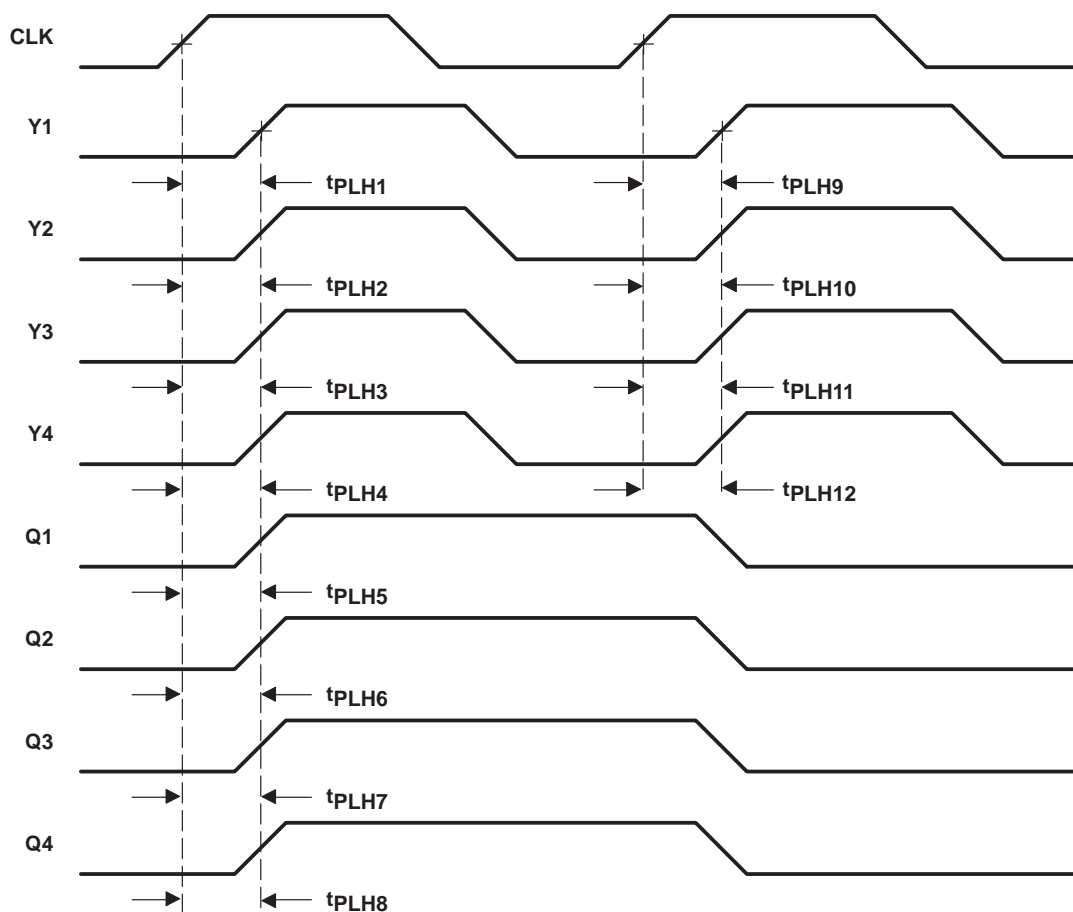 CLK
Y1
tPLH1 tPLH9
Y2
tPLH2 tPLH10
Y3
tPLH3 tPLH11
Y4
tPLH4 tPLH12
Q1
tPLH5
Q2
tPLH6
Q3
tPLH7
Q4
tPLH8